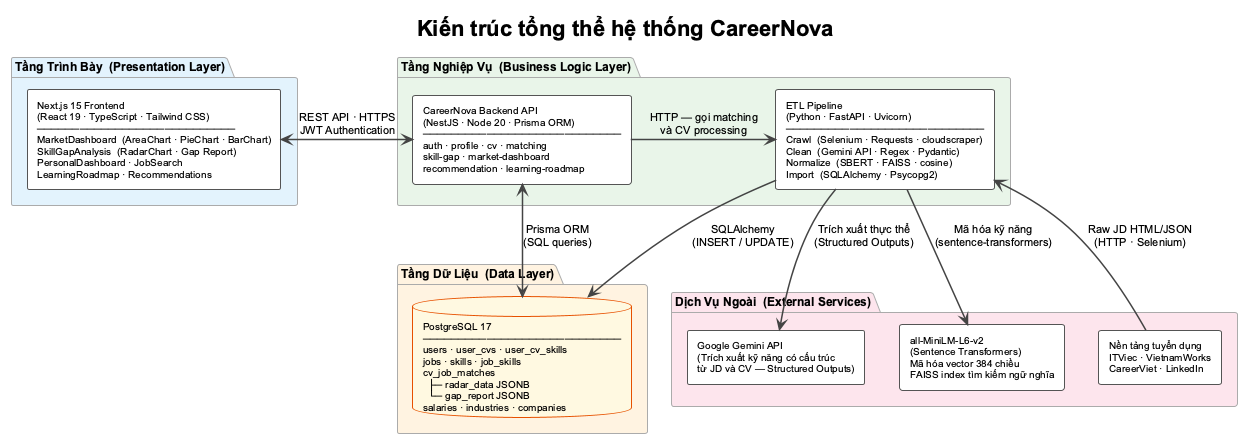 Kiến trúc tổng thể hệ thống CareerNova
Tầng Trình Bày (Presentation Layer)
Next.js 15 Frontend
(React 19 · TypeScript · Tailwind CSS)
MarketDashboard (AreaChart · PieChart · BarChart)
SkillGapAnalysis (RadarChart · Gap Report)
PersonalDashboard · JobSearch
LearningRoadmap · Recommendations
REST API · HTTPS
JWT Authentication
Tầng Nghiệp Vụ (Business Logic Layer)
CareerNova Backend API
(NestJS · Node 20 · Prisma ORM)
auth · profile · cv · matching
skill-gap · market-dashboard
recommendation · learning-roadmap
HTTP — gọi matching
và CV processing
ETL Pipeline
(Python · FastAPI · Uvicorn)
Crawl (Selenium · Requests · cloudscraper)
Clean (Gemini API · Regex · Pydantic)
Normalize (SBERT · FAISS · cosine)
Import (SQLAlchemy · Psycopg2)
Prisma ORM
(SQL queries)
SQLAlchemy
(INSERT / UPDATE)
Trích xuất thực thể
(Structured Outputs)
Mã hóa kỹ năng
(sentence-transformers)
Raw JD HTML/JSON
(HTTP · Selenium)
Tầng Dữ Liệu (Data Layer)
PostgreSQL 17
users · user_cvs · user_cv_skills
jobs · skills · job_skills
cv_job_matches
├─ radar_data JSONB
└─ gap_report JSONB
salaries · industries · companies
Dịch Vụ Ngoài (External Services)
Google Gemini API
(Trích xuất kỹ năng có cấu trúc
từ JD và CV — Structured Outputs)
all-MiniLM-L6-v2
(Sentence Transformers)
Mã hóa vector 384 chiều
FAISS index tìm kiếm ngữ nghĩa
Nền tảng tuyển dụng
ITViec · VietnamWorks
CareerViet · LinkedIn